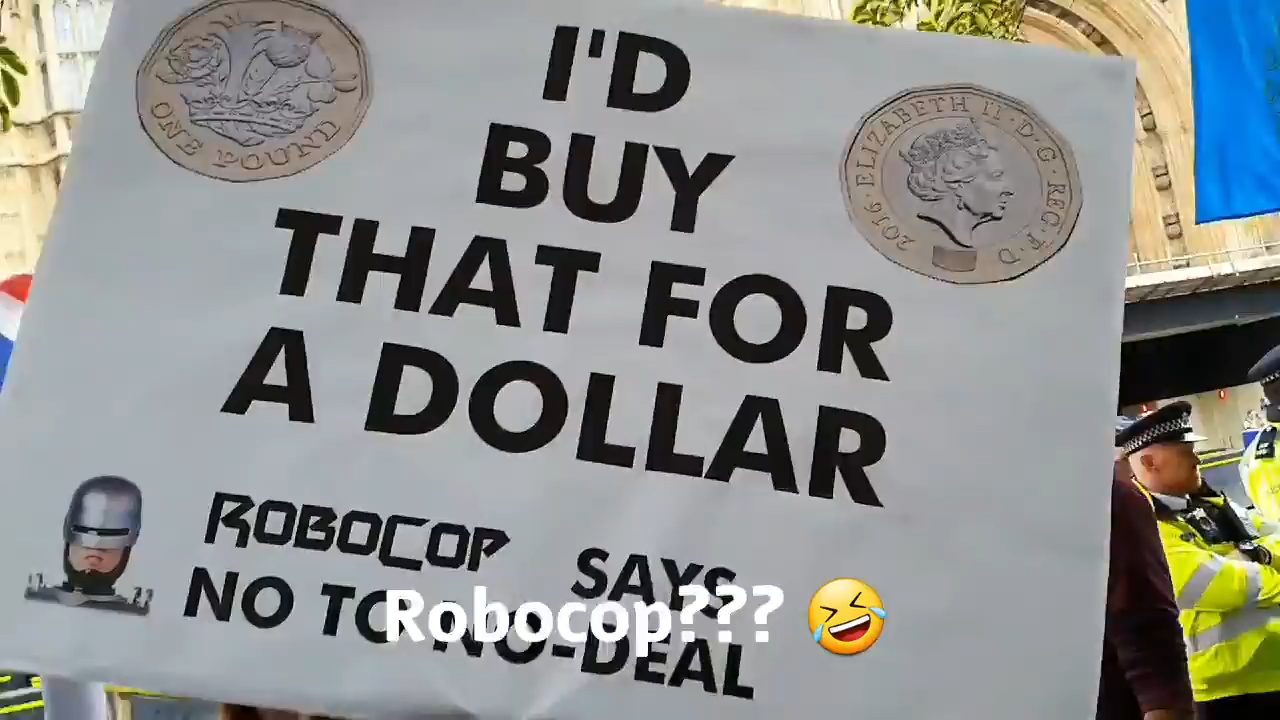 I'D
BUY
THAT FOR
A DOLLAR
ONE POUND
2016 · ELIZABETH II · D · G · REG · F · D
ROBOCOP SAYS
NO TO NO-DEAL
Robocop??? 🤣